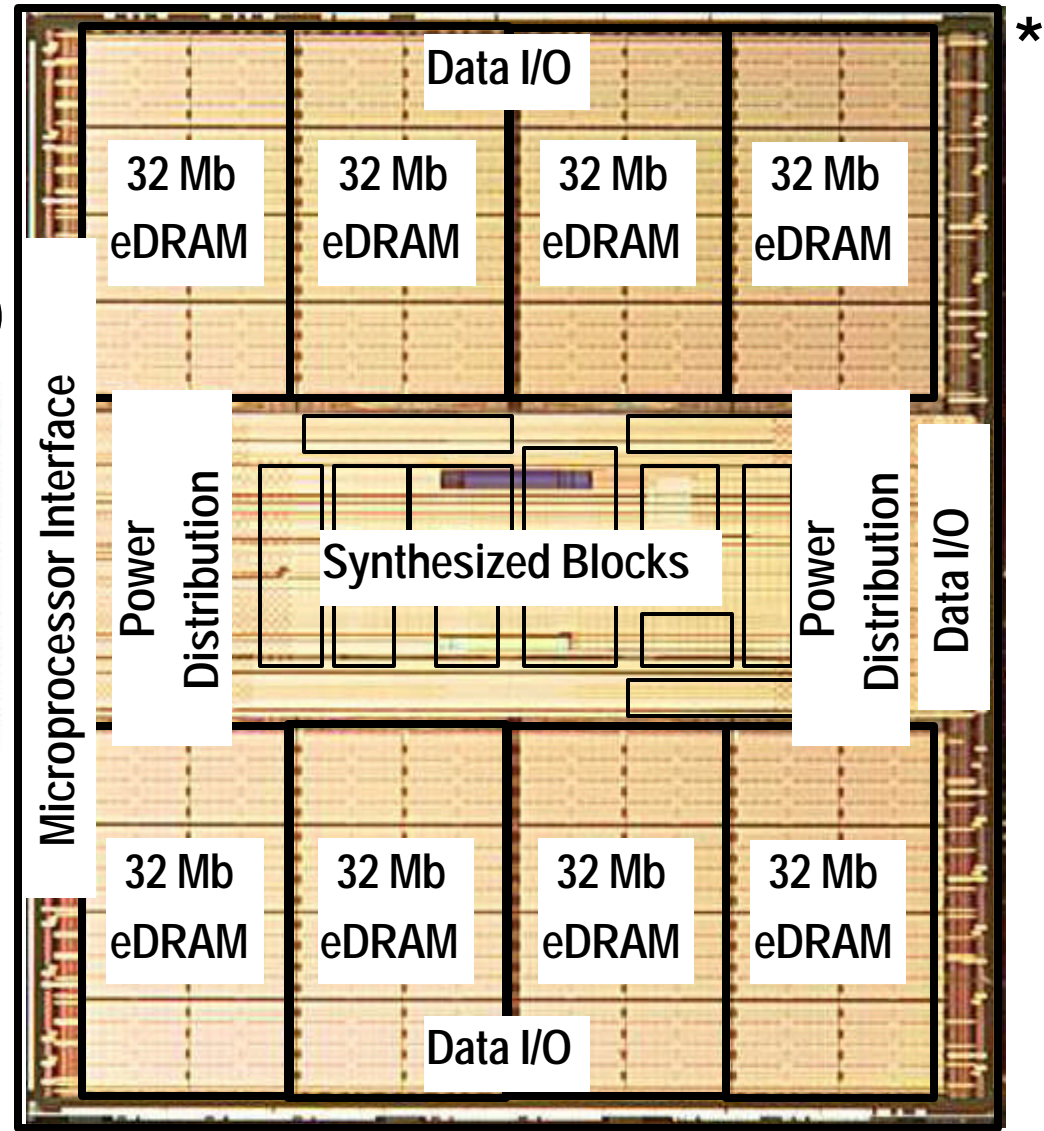 *
Data I/O
32 Mb
eDRAM
32 Mb
eDRAM
32 Mb
eDRAM
32 Mb
eDRAM
)
Microprocessor Interface
Power
Distribution
Synthesized Blocks
Power
Distribution
Data I/O
32 Mb
eDRAM
32 Mb
eDRAM
32 Mb
eDRAM
32 Mb
eDRAM
Data I/O